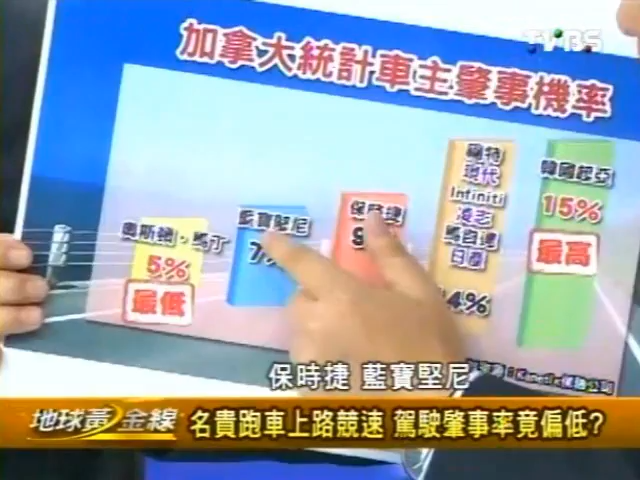 TVBS
加拿大統計車主肇事機率
奧斯頓·馬丁
5%
最低
藍寶堅尼
7%
保時捷
福特
現代
Infiniti
凌志
馬自達
日產
14%
韓國起亞
15%
最高
保時捷 藍寶堅尼
地球黃金線
名貴跑車上路競速 駕駛肇事率竟偏低?